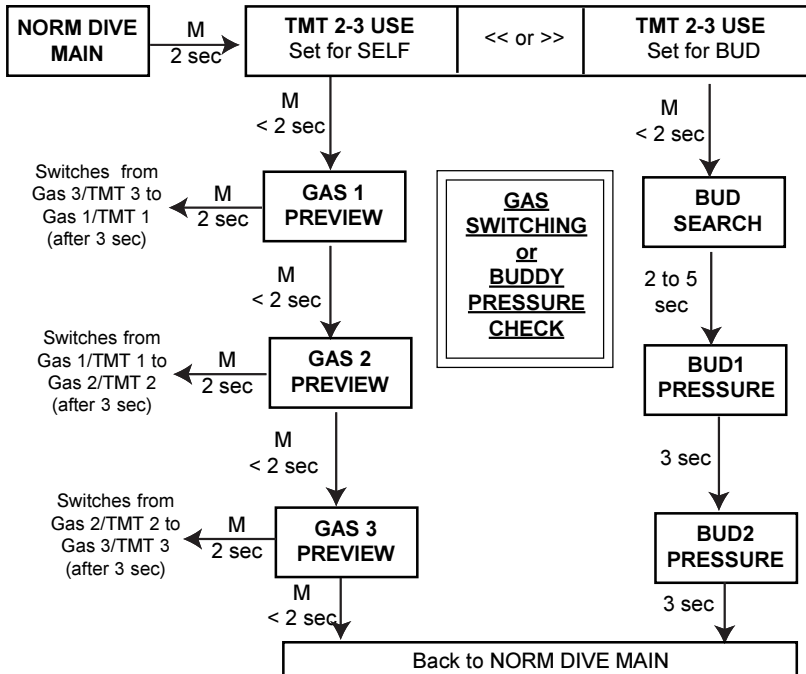 NORM DIVE
MAIN
M
2 sec
TMT 2-3 USE
Set for SELF
<< or >>
TMT 2-3 USE
Set for BUD
M
< 2 sec
M
< 2 sec
Switches from
Gas 3/TMT 3 to
Gas 1/TMT 1
(after 3 sec)
M
2 sec
GAS 1
PREVIEW
GAS
SWITCHING
or
BUDDY
PRESSURE
CHECK
BUD
SEARCH
M
< 2 sec
2 to 5
sec
Switches from
Gas 1/TMT 1 to
Gas 2/TMT 2
(after 3 sec)
M
2 sec
GAS 2
PREVIEW
BUD1
PRESSURE
M
< 2 sec
3 sec
Switches from
Gas 2/TMT 2 to
Gas 3/TMT 3
(after 3 sec)
M
2 sec
GAS 3
PREVIEW
BUD2
PRESSURE
M
< 2 sec
3 sec
Back to NORM DIVE MAIN